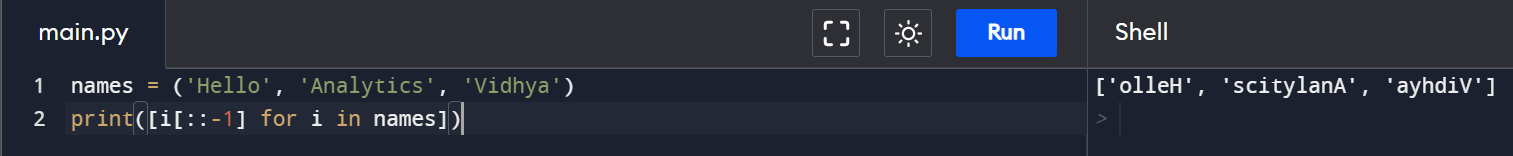 main.py
Run
Shell
1 names = ('Hello', 'Analytics', 'Vidhya')
2 print([i[::-1] for i in names])
['olleH', 'scitylanA', 'ayhdiV']
>